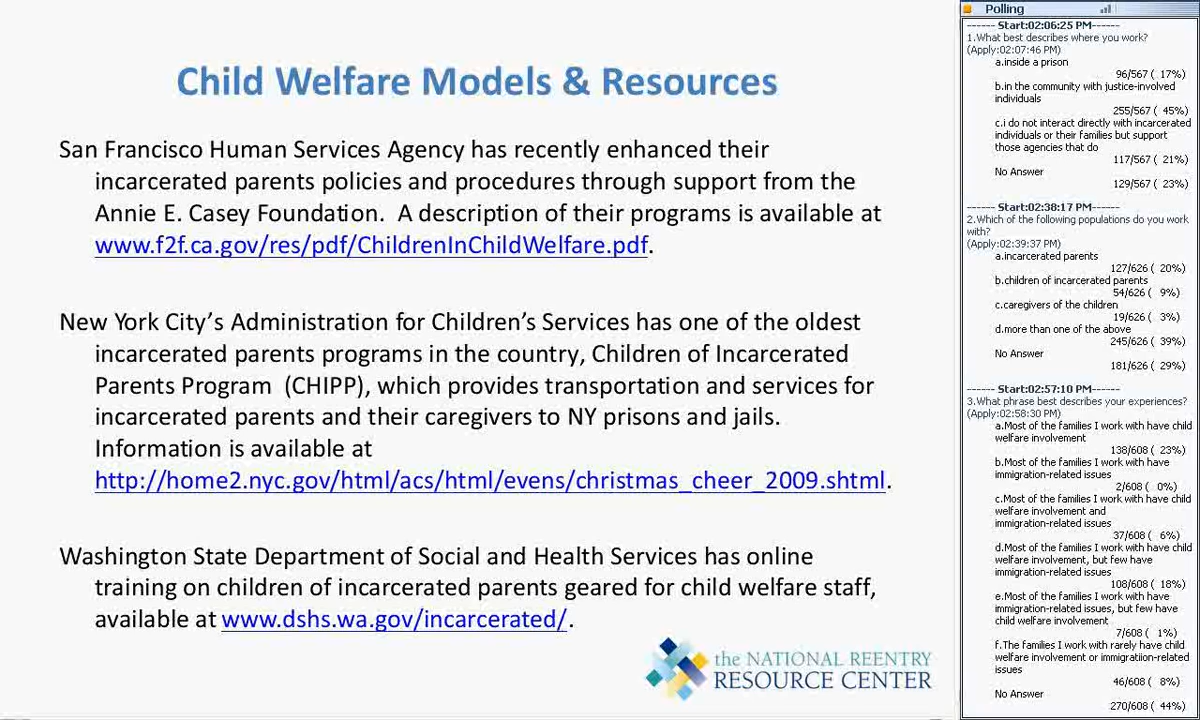 Child Welfare Models & Resources
San Francisco Human Services Agency has recently enhanced their
incarcerated parents policies and procedures through support from the
Annie E. Casey Foundation.  A description of their programs is available at
www.f2f.ca.gov/res/pdf/ChildrenInChildWelfare.pdf.
New York City's Administration for Children's Services has one of the oldest
incarcerated parents programs in the country, Children of Incarcerated
Parents Program  (CHIPP), which provides transportation and services for
incarcerated parents and their caregivers to NY prisons and jails.
Information is available at
http://home2.nyc.gov/html/acs/html/evens/christmas_cheer_2009.shtml.
Washington State Department of Social and Health Services has online
training on children of incarcerated parents geared for child welfare staff,
available at www.dshs.wa.gov/incarcerated/.
the NATIONAL REENTRY
RESOURCE CENTER
Polling
------ Start:02:06:25 PM------
1.What best describes where you work?
(Apply:02:07:46 PM)
a.inside a prison
96/567 ( 17%)
b.in the community with justice-involved
individuals
255/567 ( 45%)
c.i do not interact directly with incarcerated
individuals or their families but support
those agencies that do
117/567 ( 21%)
No Answer
129/567 ( 23%)
------ Start:02:38:17 PM------
2.Which of the following populations do you work
with?
(Apply:02:39:37 PM)
a.incarcerated parents
127/626 ( 20%)
b.children of incarcerated parents
54/626 ( 9%)
c.caregivers of the children
19/626 ( 3%)
d.more than one of the above
245/626 ( 39%)
No Answer
181/626 ( 29%)
------ Start:02:57:10 PM------
3.What phrase best describes your experiences?
(Apply:02:58:30 PM)
a.Most of the families I work with have child
welfare involvement
138/608 ( 23%)
b.Most of the families I work with have
immigration-related issues
2/608 ( 0%)
c.Most of the families I work with have child
welfare involvement and
immigration-related issues
37/608 ( 6%)
d.Most of the families I work with have child
welfare involvement, but few have
immigration-related issues
108/608 ( 18%)
e.Most of the families I work with have
immigration-related issues, but few have
child welfare involvement
7/608 ( 1%)
f.The families I work with rarely have child
welfare involvement or immigratiion-related
issues
46/608 ( 8%)
No Answer
270/608 ( 44%)